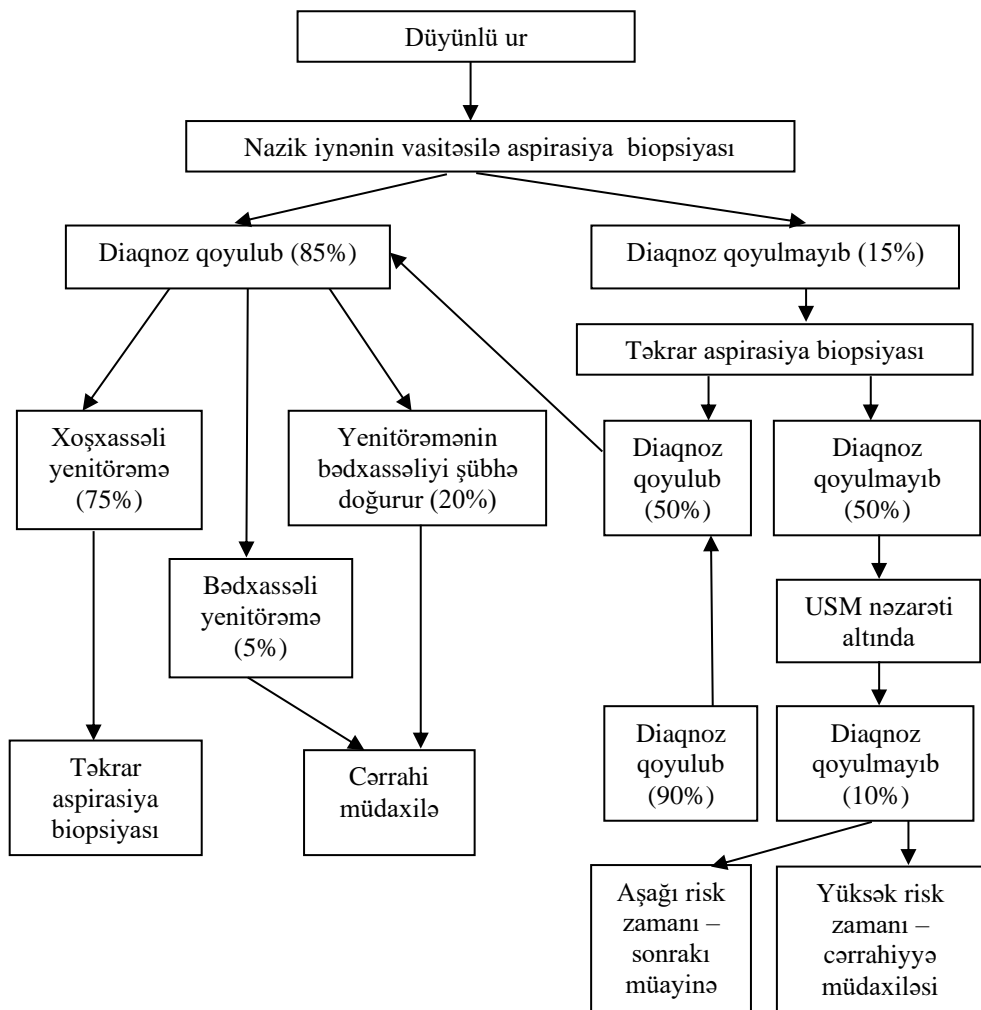 Düyünlü ur
Nazik iynənin vasitəsilə aspirasiya biopsiyası
Diaqnoz qoyulub (85%)
Diaqnoz qoyulmayıb (15%)
Təkrar aspirasiya biopsiyası
Xoşxassəli
yenitörəmə
(75%)
Yenitörəmənin
bədxassəliyi şübhə
doğurur (20%)
Diaqnoz
qoyulub
(50%)
Diaqnoz
qoyulmayıb
(50%)
Bədxassəli
yenitörəmə
(5%)
USM nəzarəti
altında
Təkrar
aspirasiya
biopsiyası
Cərrahi
müdaxilə
Diaqnoz
qoyulub
(90%)
Diaqnoz
qoyulmayıb
(10%)
Aşağı risk
zamanı –
sonrakı
müayinə
Yüksək risk
zamanı –
cərrahiyyə
müdaxiləsi